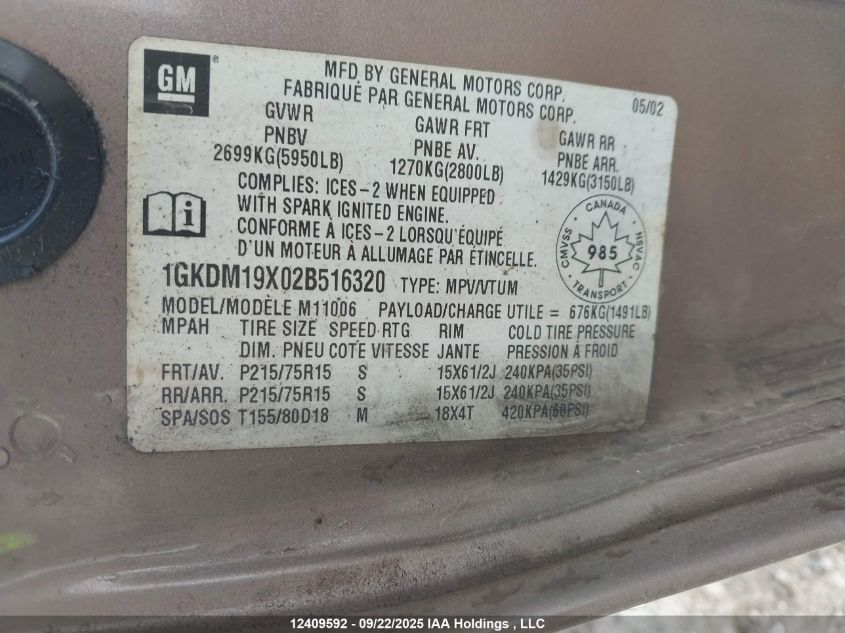 GM
MFD BY GENERAL MOTORS CORP.
FABRIQUÉ PAR GENERAL MOTORS CORP.
05/02
GVWR
PNBV
2699KG(5950LB)
GAWR FRT
PNBE AV.
1270KG(2800LB)
GAWR RR
PNBE ARR.
1429KG(3150LB)
COMPLIES: ICES-2 WHEN EQUIPPED
WITH SPARK IGNITED ENGINE.
CONFORME À ICES-2 LORSQU'ÉQUIPÉ
D'UN MOTEUR À ALLUMAGE PAR ÉTINCELLE.
CANADA
CMVSS
985
NSVAC
TRANSPORT
1GKDM19X02B516320 TYPE: MPV/VTUM
MODEL/MODÈLE M11006 PAYLOAD/CHARGE UTILE = 676KG(1491LB)
MPAH TIRE SIZE SPEED RTG RIM COLD TIRE PRESSURE
DIM. PNEU COTE VITESSE JANTE PRESSION À FROID
FRT/AV. P215/75R15 S 15X61/2J 240KPA(35PSI)
RR/ARR. P215/75R15 S 15X61/2J 240KPA(35PSI)
SPA/SOS T155/80D18 M 18X4T 420KPA(60PSI)
12409592 - 09/22/2025 IAA Holdings , LLC